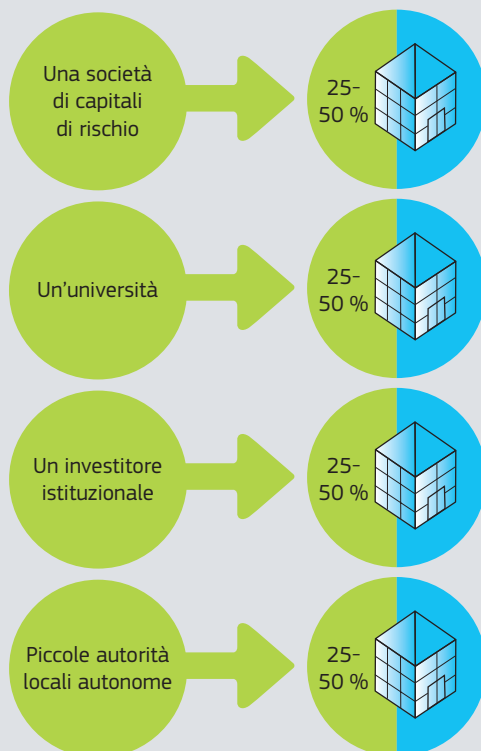 Una società
di capitali
di rischio
25-
50 %
Un’università
25-
50 %
Un investitore
istituzionale
25-
50 %
Piccole autorità
locali autonome
25-
50 %